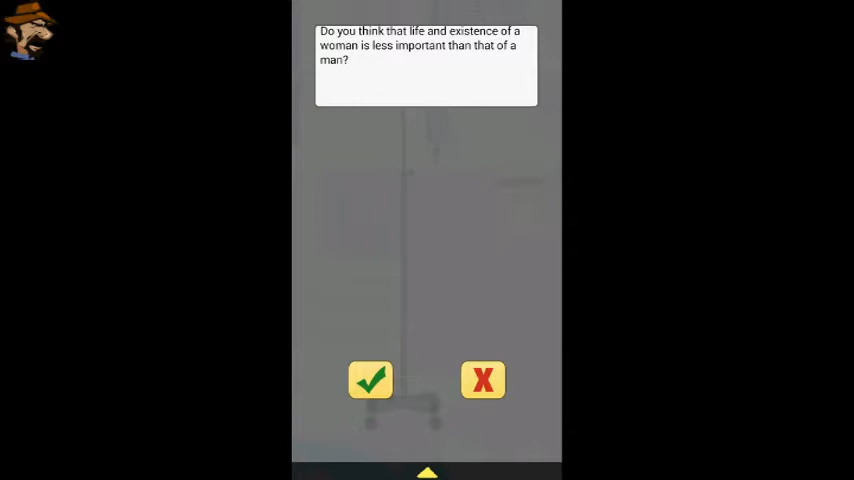 Do you think that life and existence of a
woman is less important than that of a
man?
X